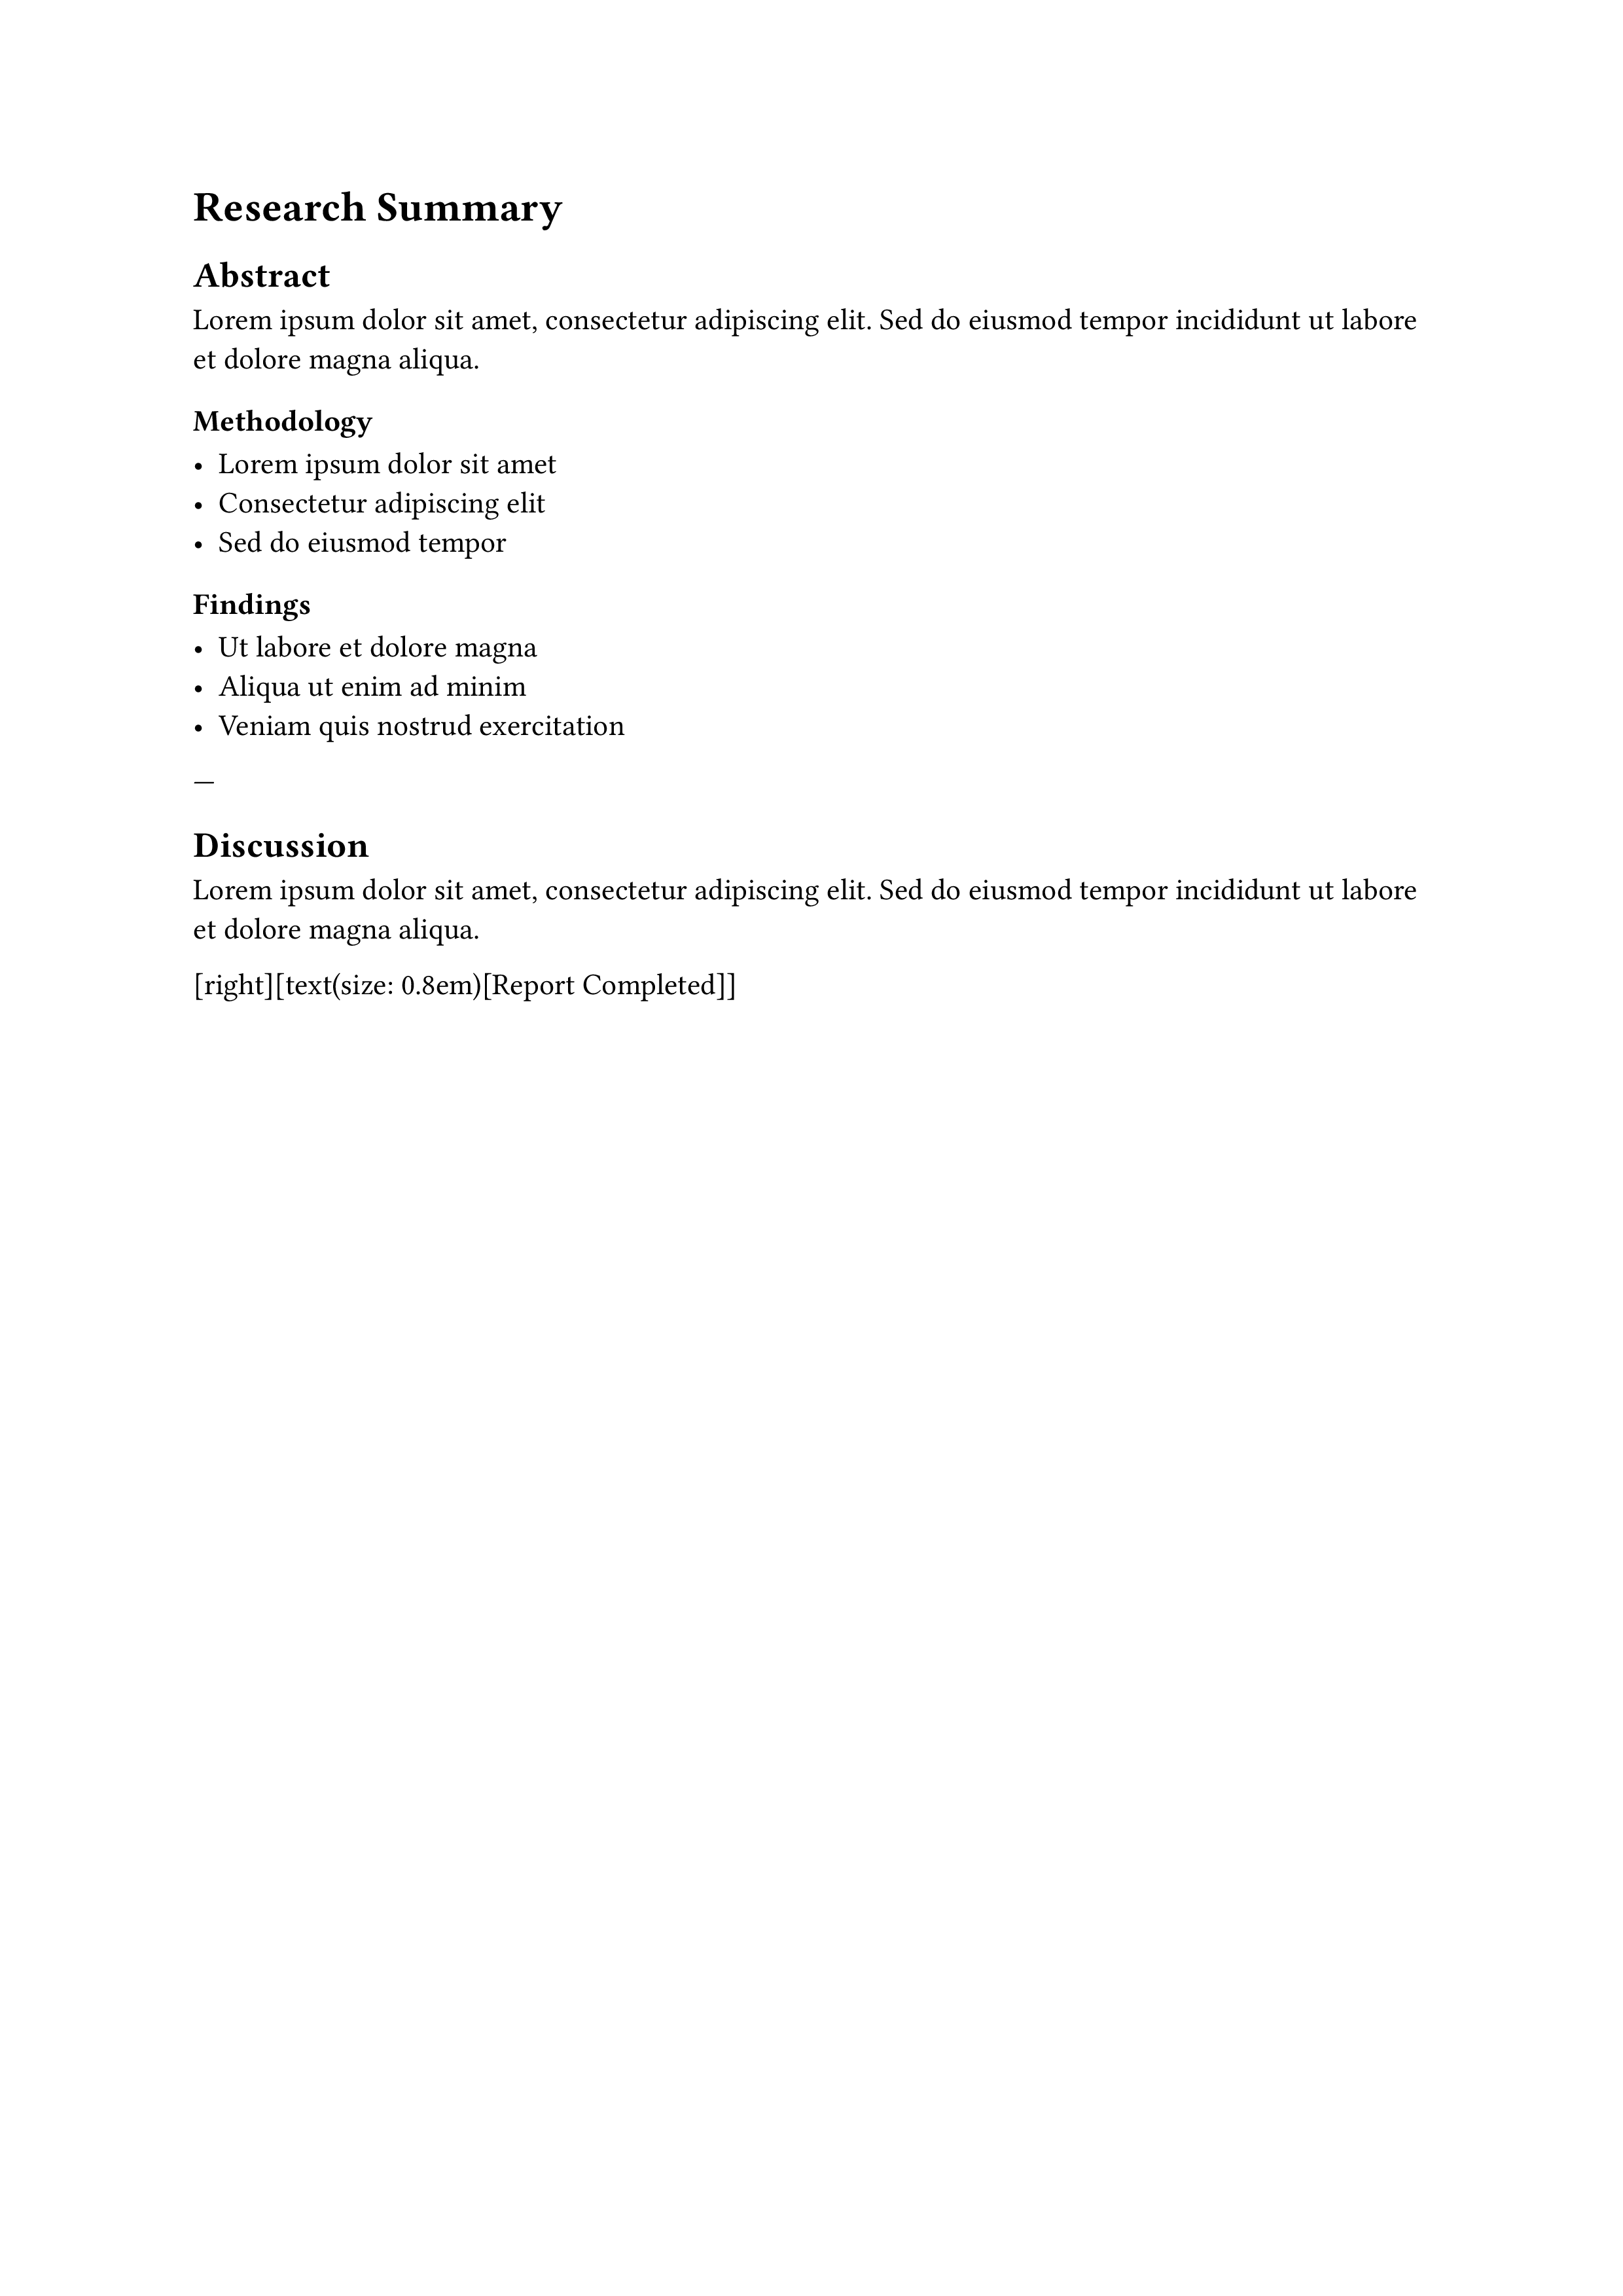 Research Summary
Abstract
Lorem ipsum dolor sit amet, consectetur adipiscing elit. Sed do eiusmod tempor incididunt ut labore
et dolore magna aliqua.
Methodology
• Lorem ipsum dolor sit amet
• Consectetur adipiscing elit
• Sed do eiusmod tempor
Findings
• Ut labore et dolore magna
• Aliqua ut enim ad minim
• Veniam quis nostrud exercitation
—
Discussion
Lorem ipsum dolor sit amet, consectetur adipiscing elit. Sed do eiusmod tempor incididunt ut labore
et dolore magna aliqua.
[right][text(size: 0.8em)[Report Completed]]